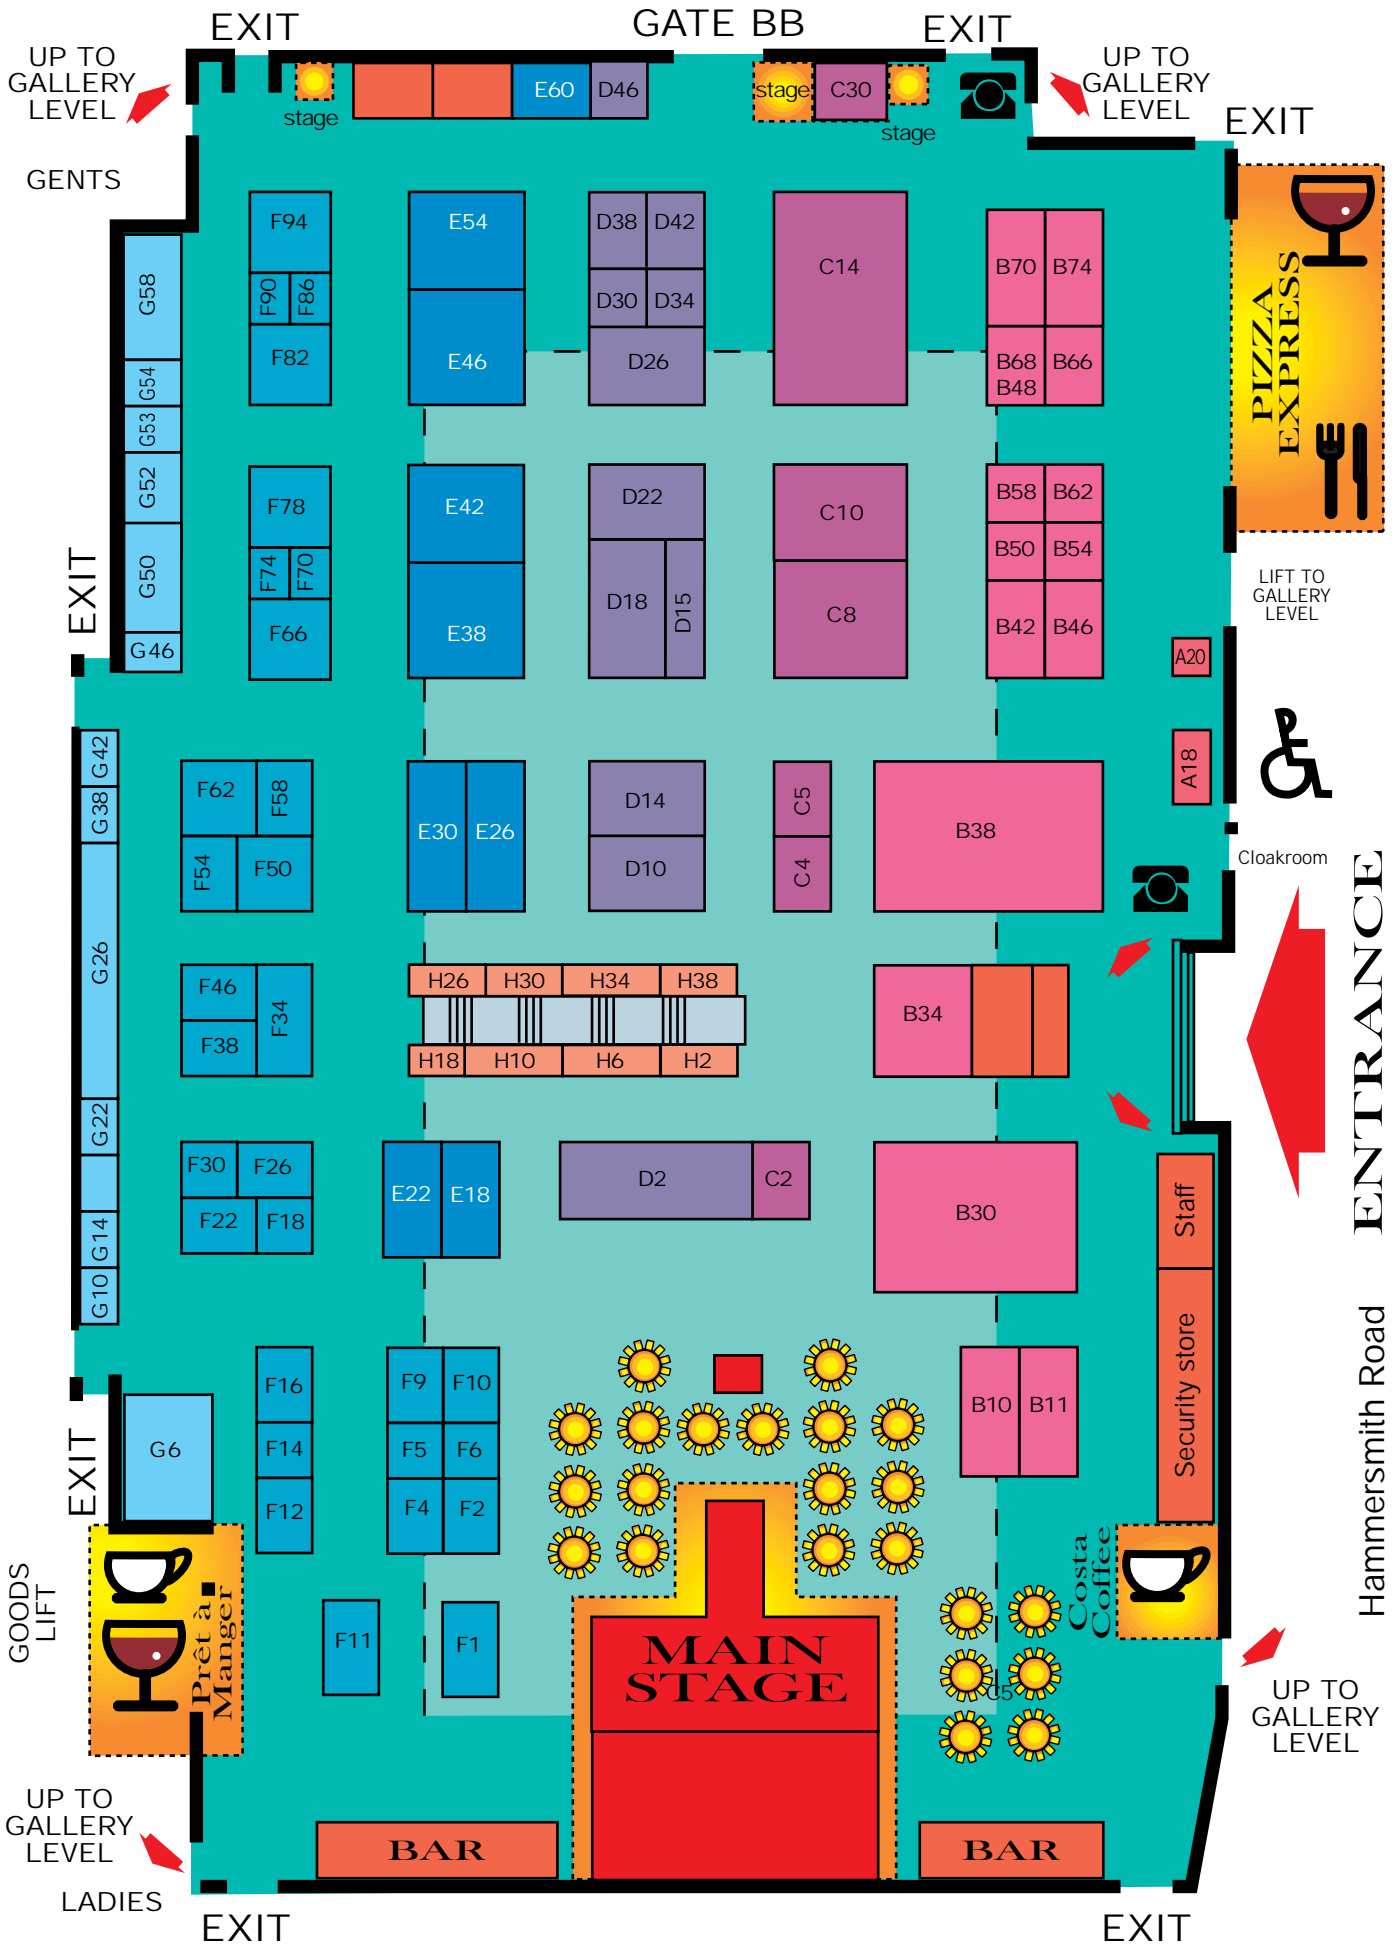 EXIT
GATE BB
EXIT
UP TO
GALLERY
LEVEL
UP TO
GALLERY
LEVEL
stage
E60
D46
stage
C30
stage
EXIT
GENTS
F94
E54
D38
D42
C14
B70
B74
G58
F90
F86
D30
D34
F82
E46
D26
B68
B48
B66
G54
G53
PIZZA
EXPRESS
G52
F78
E42
D22
C10
B58
B62
G50
F74
F70
B50
B54
EXIT
LIFT TO
GALLERY
LEVEL
F66
E38
D18
D15
C8
B42
B46
G46
A20
G42
A18
G38
F62
F58
E30
E26
D14
C5
B38
F54
F50
D10
C4
Cloakroom
ENTRANCE
G26
F46
F34
F38
H26
H30
H34
H38
B34
H18
H10
H6
H2
G22
F30
F26
E22
E18
D2
C2
B30
Staff
F22
F18
G14
G10
Security store
Hammersmith Road
F16
F9
F10
B10
B11
EXIT
G6
F14
F5
F6
F12
F4
F2
GOODS
LIFT
Prêt à
Manger
Costa
Coffee
F11
F1
MAIN
STAGE
C5
UP TO
GALLERY
LEVEL
UP TO
GALLERY
LEVEL
BAR
BAR
LADIES
EXIT
EXIT